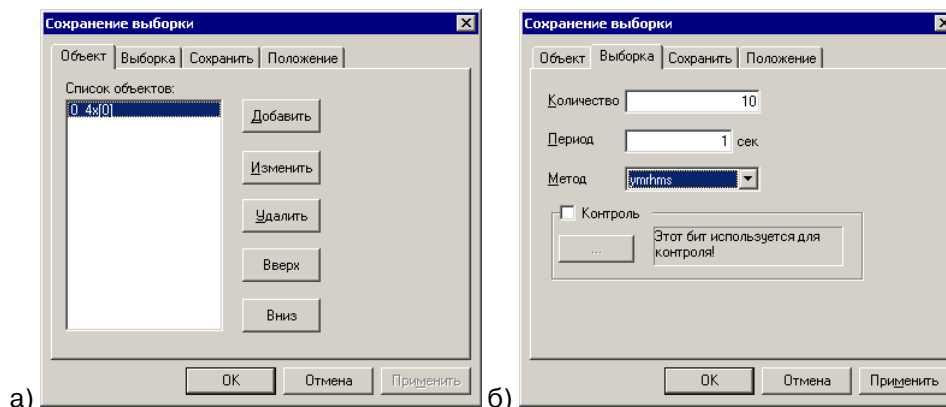 Сохранение выборки
Объект Выборка Сохранить Положение
Список объектов:
0 4x[0]
Добавить
Изменить
Удалить
Вверх
Вниз
OK Отмена Применить
а)
Сохранение выборки
Объект Выборка Сохранить Положение
Количество 10
Период 1 сек
Метод ymrhms
Контроль
... Этот бит используется для
контроля!
OK Отмена Применить
б)